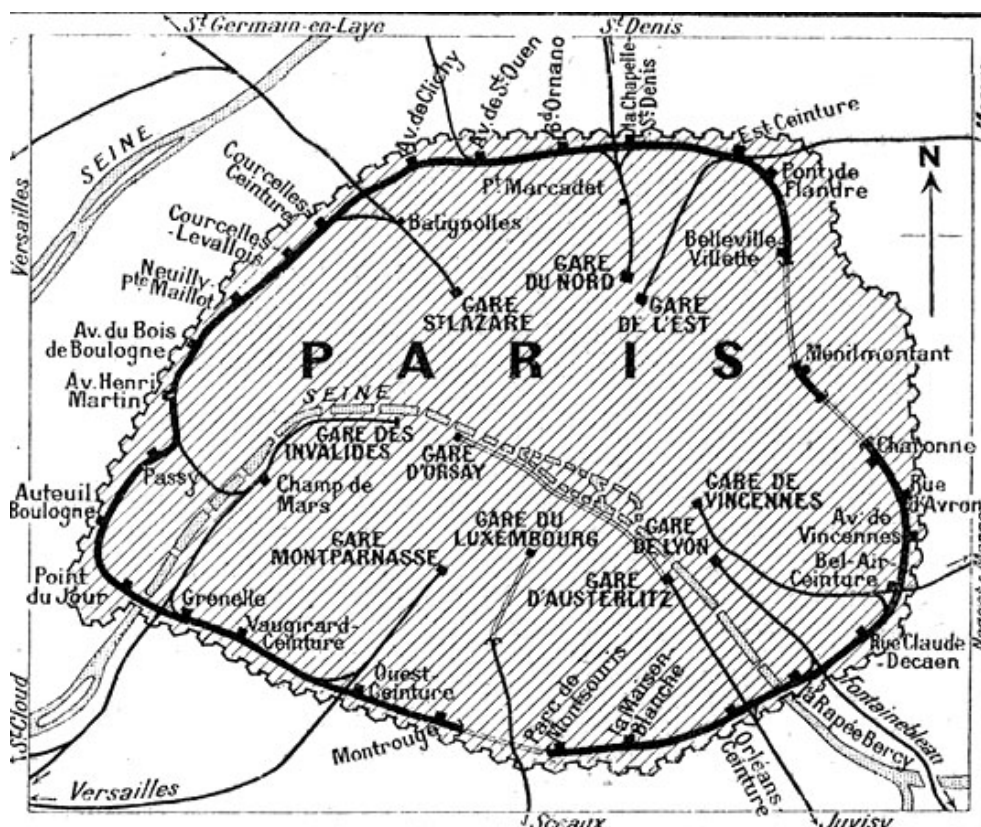 St Germain-en-Laye
St Denis
SEINE
Versailles
Av. de Clichy
Av. de St Ouen
Bd Ornano
la Chapelle-
St Denis
Est Ceinture
Pont de
Flandre
N
Courcelles
Ceinture
Courcelles
-Levallois
Neuilly-
Pte Maillot
Av. du Bois
de Boulogne
Av. Henri
Martin
Pt Marcadet
Batignolles
Belleville-
Villette
GARE
DU NORD
GARE
ST LAZARE
GARE
DE L'EST
PARIS
Ménilmontant
SEINE
GARE DES
INVALIDES
GARE
D'ORSAY
Charonne
Passy
Champ de
Mars
GARE DE
VINCENNES
Rue
d'Avron
Auteuil
Boulogne
GARE
MONTPARNASSE
GARE DU
LUXEMBOURG
GARE
DE LYON
Av. de
Vincennes
Bel-Air-
Ceinture
Point
du Jour
Grenelle
GARE
D'AUSTERLITZ
Vaugirard-
Ceinture
Rue Claude
-Decaen
Ouest-
Ceinture
Montrouge
Parc de
Montsouris
la Maison-
Blanche
Orléans
Ceinture
la Rapée Bercy
Fontainebleau
St Cloud
Versailles
Sceaux
Juvisy